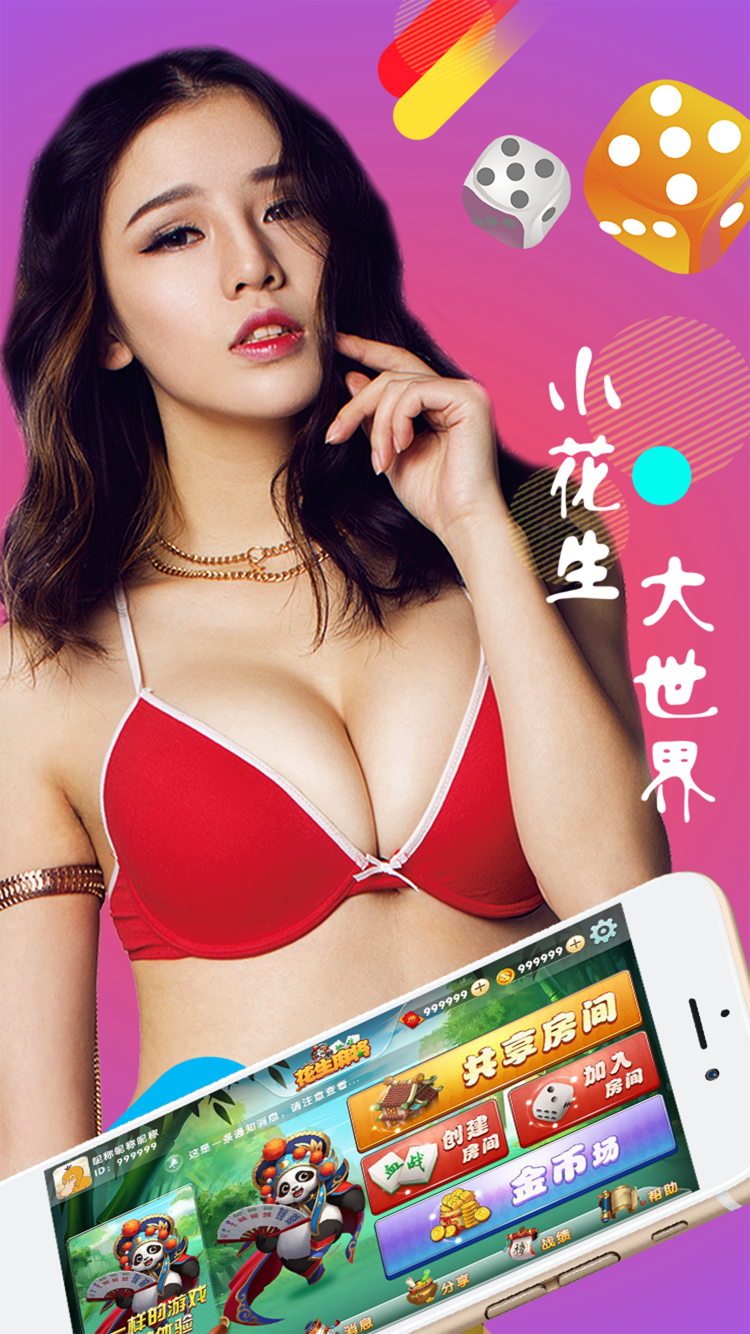 小花生
大世界
花生麻将
999999
999999
昵称昵称昵称
ID: 999999
这是一条通知消息，请注意查看...
共享房间
创建
房间
血战
加入
房间
金币场
一样的游戏
体验
消息
分享
战绩
帮助